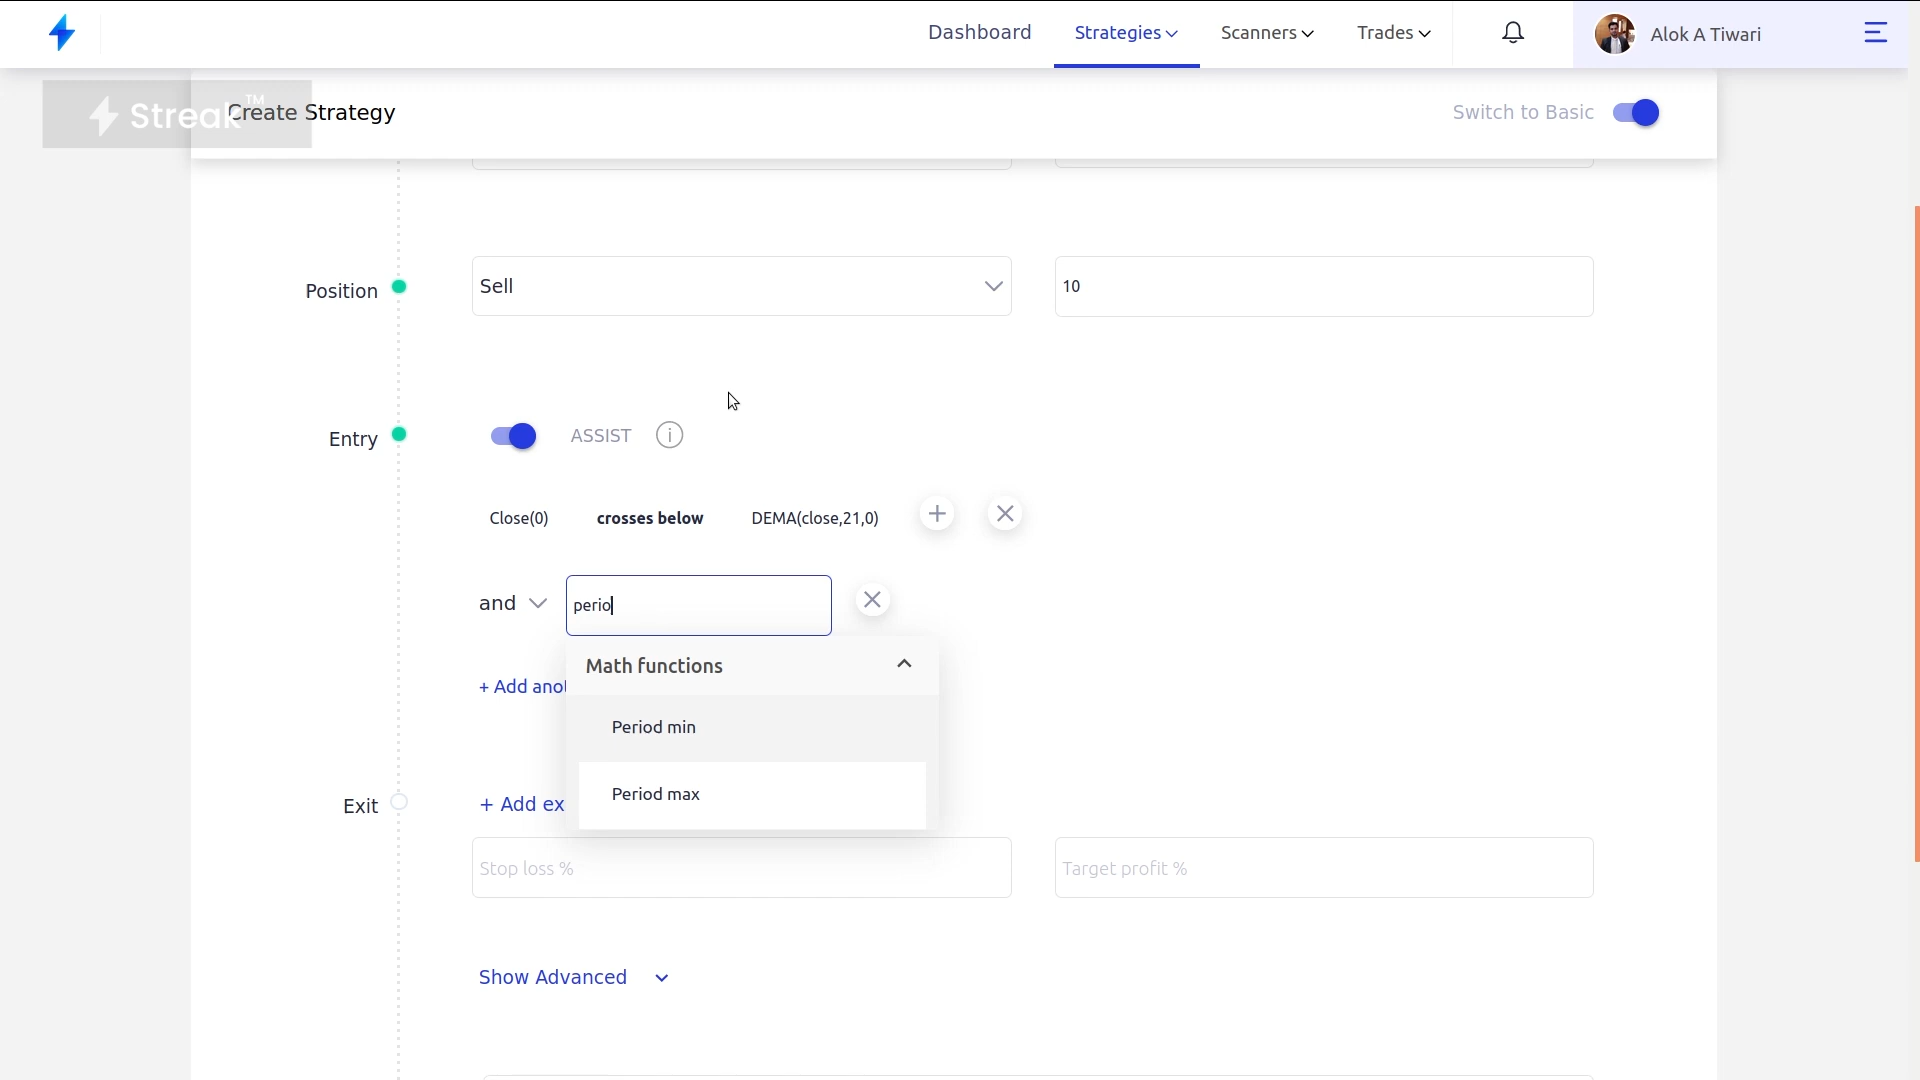 Dashboard
Strategies
Scanners
Trades
Alok A Tiwari
Streak™
Create Strategy
Switch to Basic
Position
Sell
10
Entry
ASSIST
i
Close(0) crosses below DEMA(close,21,0)
and
perio
Math functions
+ Add anot
Period min
Period max
Exit
+ Add ex
Stop loss %
Target profit %
Show Advanced